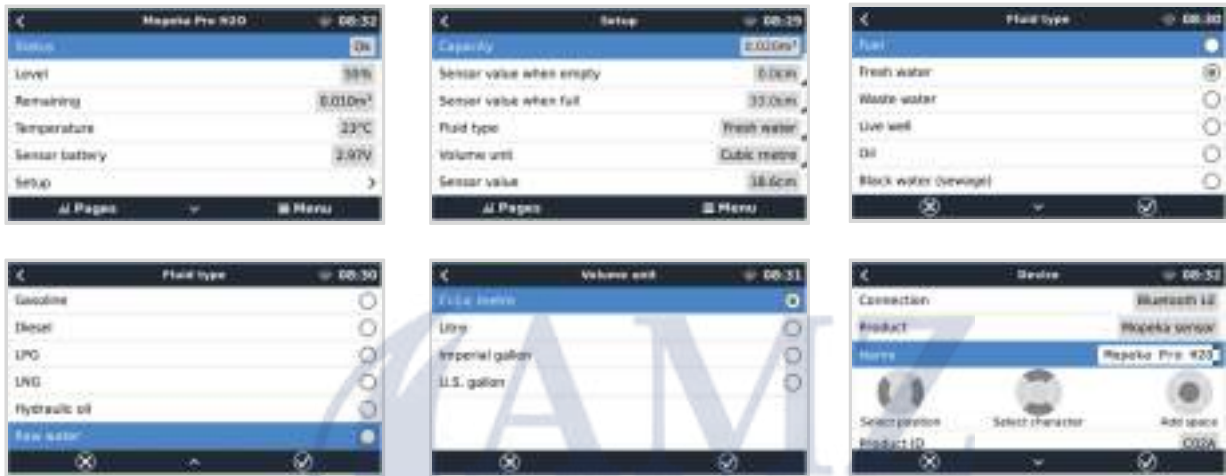 Mopeka Pro H20 08:32
Status Ok
Level 50%
Remaining 0.010m³
Temperature 23°C
Sensor battery 2.97V
Setup
Pages Menu
Setup 08:29
Capacity 0.020m³
Sensor value when empty 0.0cm
Sensor value when full 33.0cm
Fluid type Fresh water
Volume unit Cubic metre
Sensor value
Pages Menu
Fluid type 08:30
Fuel
Fresh water
Waste water
Live well
Oil
Black water (sewage)
Fluid type 08:30
Gasoline
Diesel
LPG
LNG
Hydraulic oil
Raw water
Volume unit 08:31
Cubic metre
Litre
Imperial gallon
U.S. gallon
Device 08:32
Connection Bluetooth LE
Product Mopeka sensor
Name Mopeka Pro H20
Select position Select character Add space
Product ID C02A
AMZ